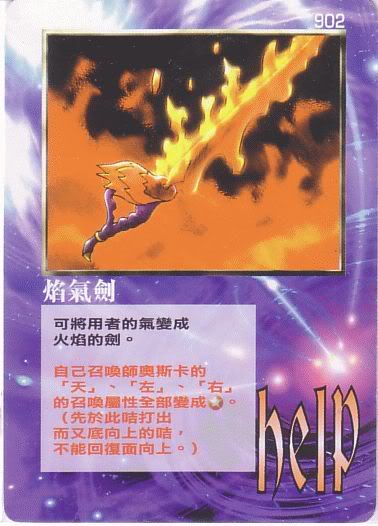 902
焰氣劍
可將用者的氣變成
火焰的劍。
自己召喚師奧斯卡的
「天」、「左」、「右」
的召喚屬性全部變成。
（先於此咭打出
而又底向上的咭，
不能回復面向上。）
help